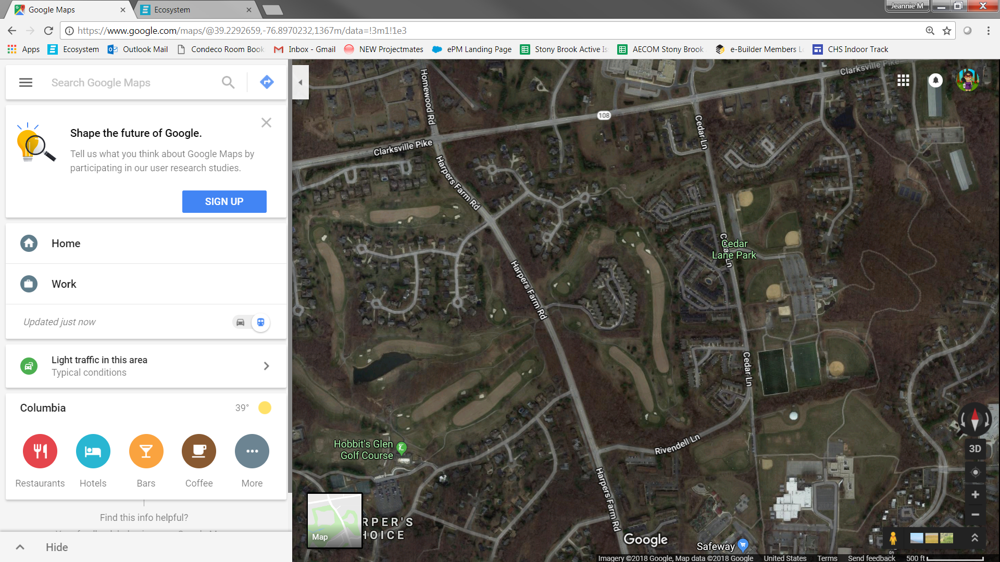 Google Maps
Ecosystem
Jeannie M
https://www.google.com/maps/@39.2292659,-76.8970232,1367m/data=!3m1!1e3
Apps
Ecosystem
Outlook Mail
Condeco Room Book
Inbox - Gmail
NEW Projectmates
ePM Landing Page
Stony Brook Active Is
AECOM Stony Brook
e-Builder Members Lo
CHS Indoor Track
Search Google Maps
Shape the future of Google.
Tell us what you think about Google Maps by
participating in our user research studies.
SIGN UP
Home
Work
Updated just now
Light traffic in this area
Typical conditions
Columbia
39°
Restaurants
Hotels
Bars
Coffee
More
Find this info helpful?
Hide
Homewood Rd
Clarksville Pike
108
Clarksville Pike
Cedar Ln
Harpers Farm Rd
Cedar Ln
Cedar
Lane Park
Harpers Farm Rd
Cedar Ln
Hobbit's Glen
Golf Course
Rivendell Ln
Harpers Farm Rd
RPER'S
HOICE
Map
Google
Safeway
3D
Imagery ©2018 Google, Map data ©2018 Google
United States
Terms
Send feedback
500 ft